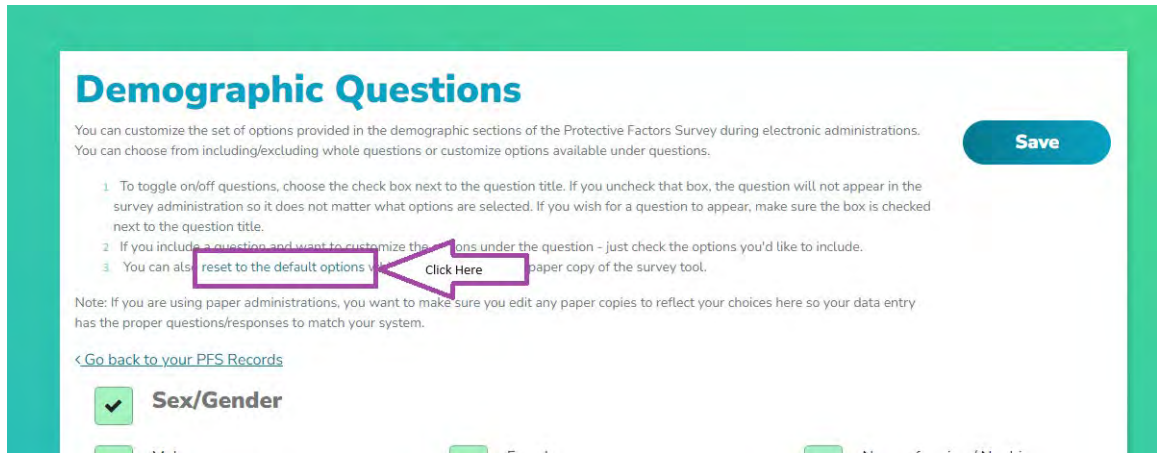 Demographic Questions
You can customize the set of options provided in the demographic sections of the Protective Factors Survey during electronic administrations.
You can choose from including/excluding whole questions or customize options available under questions.
Save
1 To toggle on/off questions, choose the check box next to the question title. If you uncheck that box, the question will not appear in the
survey administration so it does not matter what options are selected. If you wish for a question to appear, make sure the box is checked
next to the question title.
2 If you include a question and want to customize the options under the question - just check the options you'd like to include.
3 You can also reset to the default options Click Here paper copy of the survey tool.
Note: If you are using paper administrations, you want to make sure you edit any paper copies to reflect your choices here so your data entry
has the proper questions/responses to match your system.
< Go back to your PFS Records
Sex/Gender